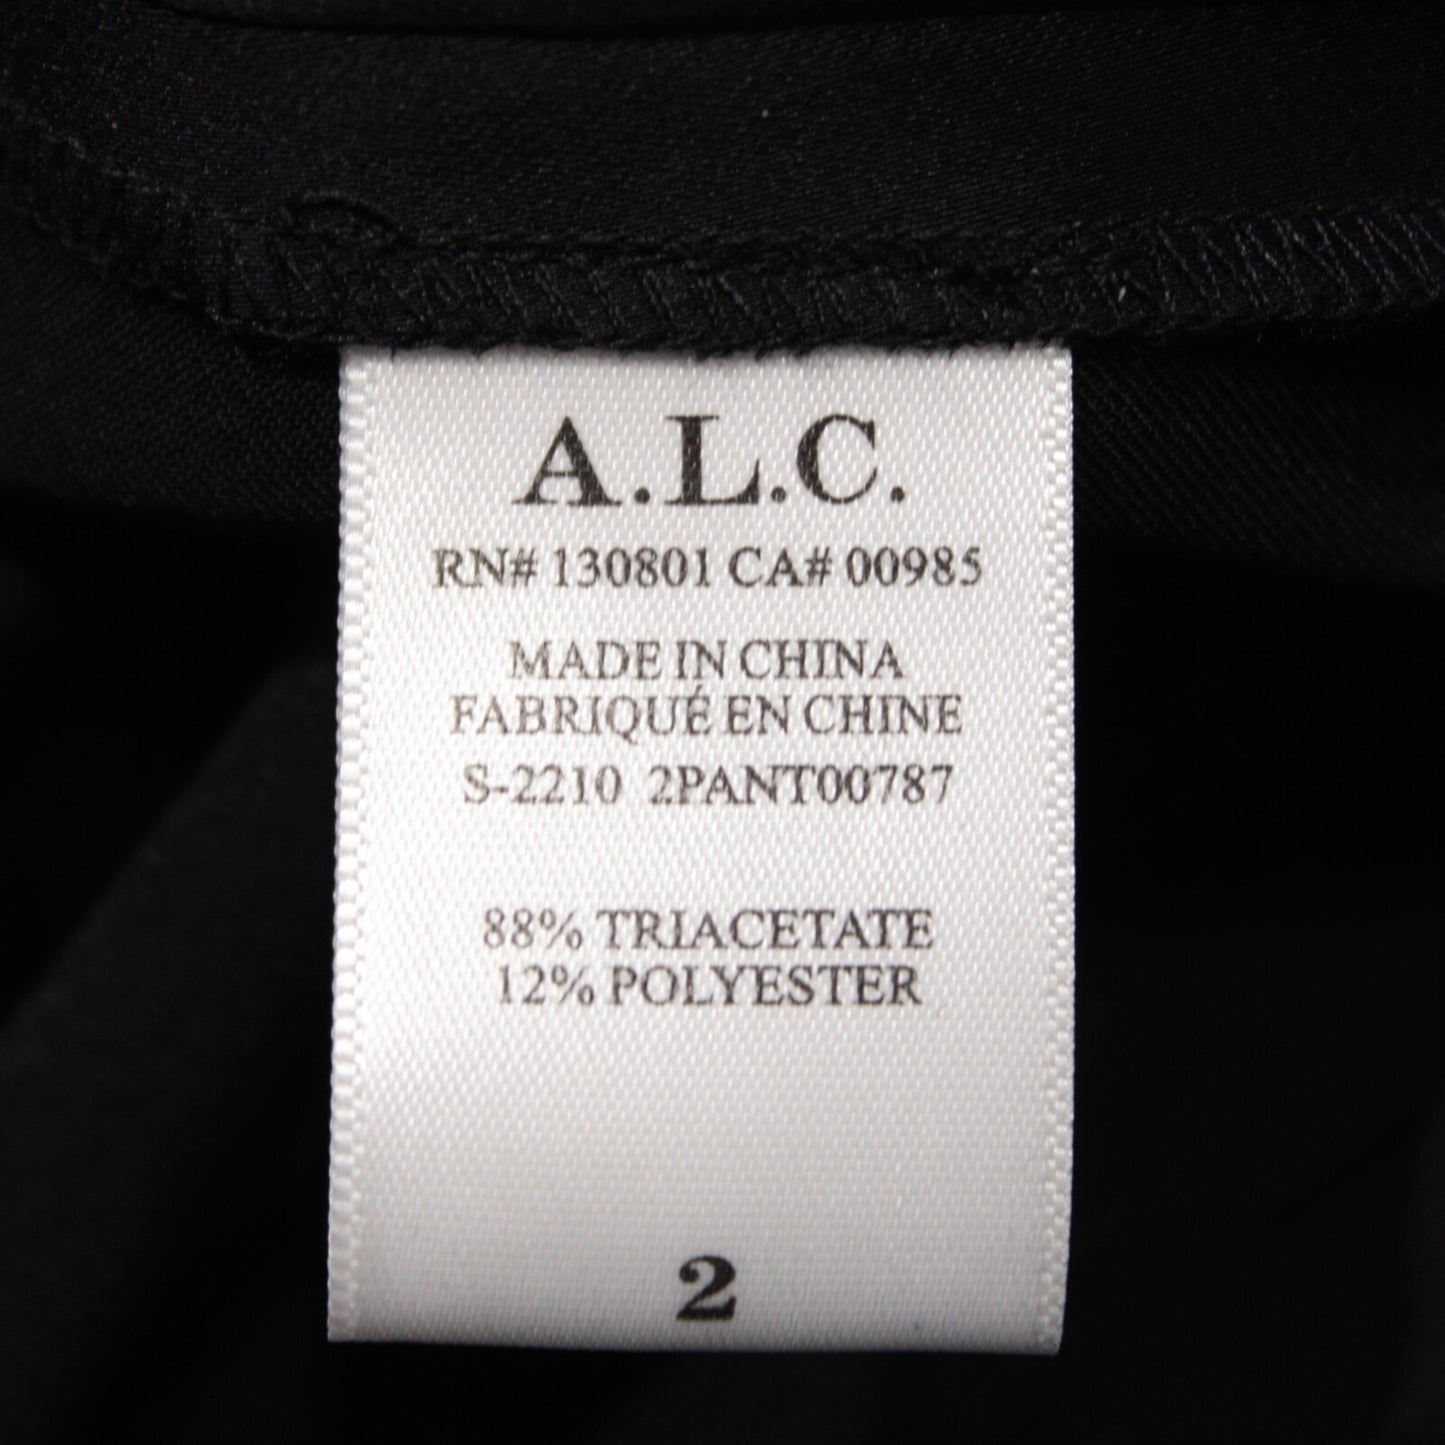 A.L.C.
RN# 130801 CA# 00985
MADE IN CHINA
FABRIQUÉ EN CHINE
S-2210 2PANT00787
88% TRIACETATE
12% POLYESTER
2